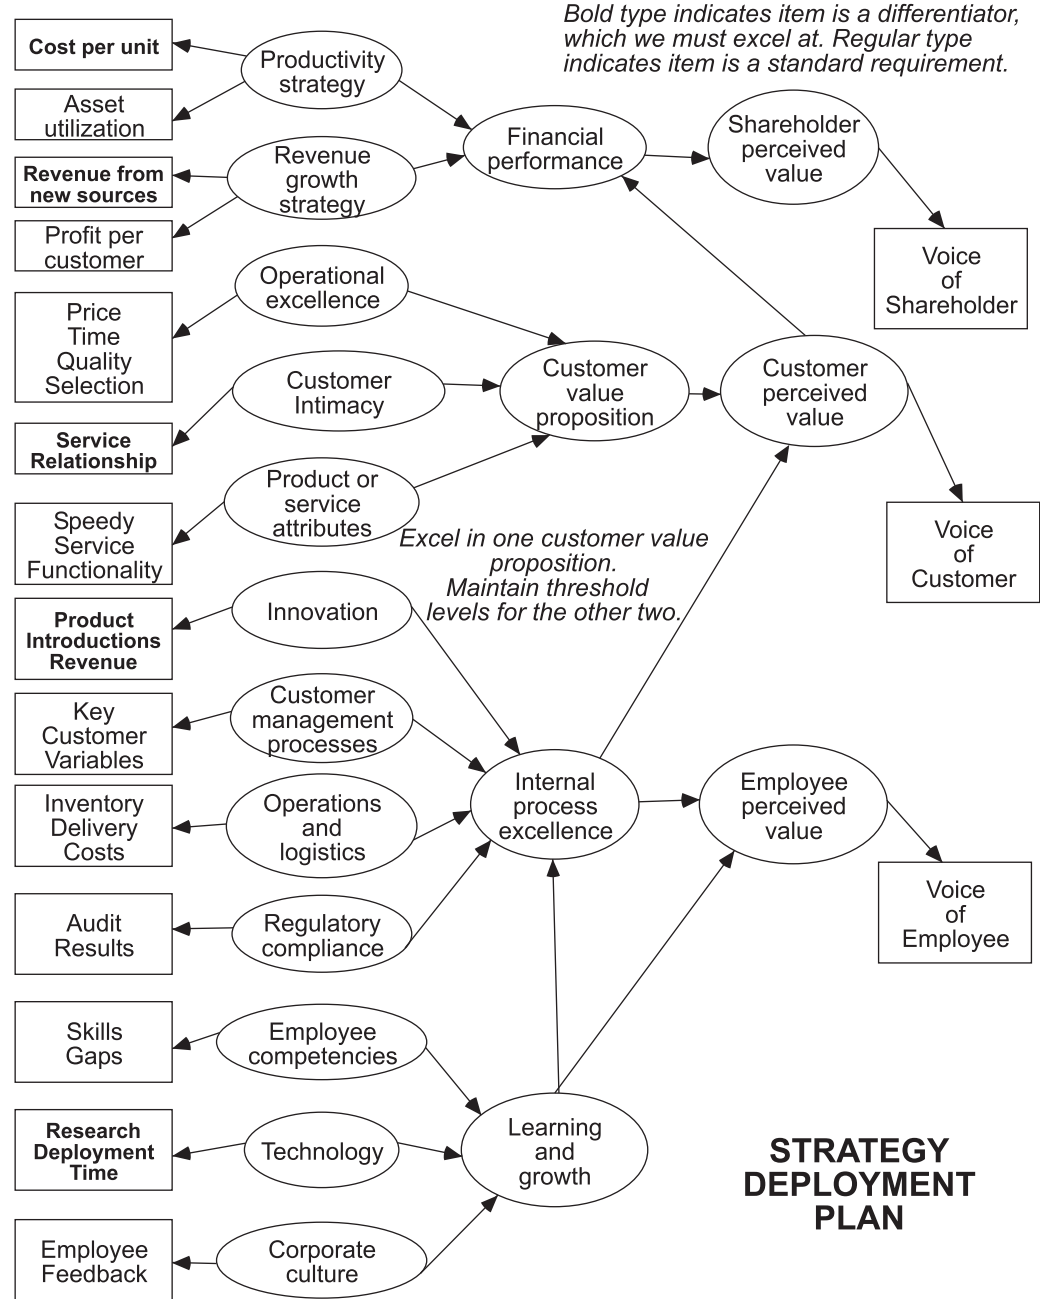 Bold type indicates item is a differentiator,
which we must excel at. Regular type
indicates item is a standard requirement.
Cost per unit
Productivity
strategy
Asset
utilization
Financial
performance
Shareholder
perceived
value
Revenue from
new sources
Revenue
growth
strategy
Profit per
customer
Voice
of
Shareholder
Operational
excellence
Price
Time
Quality
Selection
Customer
Intimacy
Customer
value
proposition
Customer
perceived
value
Service
Relationship
Product or
service
attributes
Speedy
Service
Functionality
Excel in one customer value
proposition.
Maintain threshold
levels for the other two.
Voice
of
Customer
Product
Introductions
Revenue
Innovation
Key
Customer
Variables
Customer
management
processes
Inventory
Delivery
Costs
Operations
and
logistics
Internal
process
excellence
Employee
perceived
value
Audit
Results
Regulatory
compliance
Voice
of
Employee
Skills
Gaps
Employee
competencies
Research
Deployment
Time
Technology
Learning
and
growth
STRATEGY
DEPLOYMENT
PLAN
Employee
Feedback
Corporate
culture